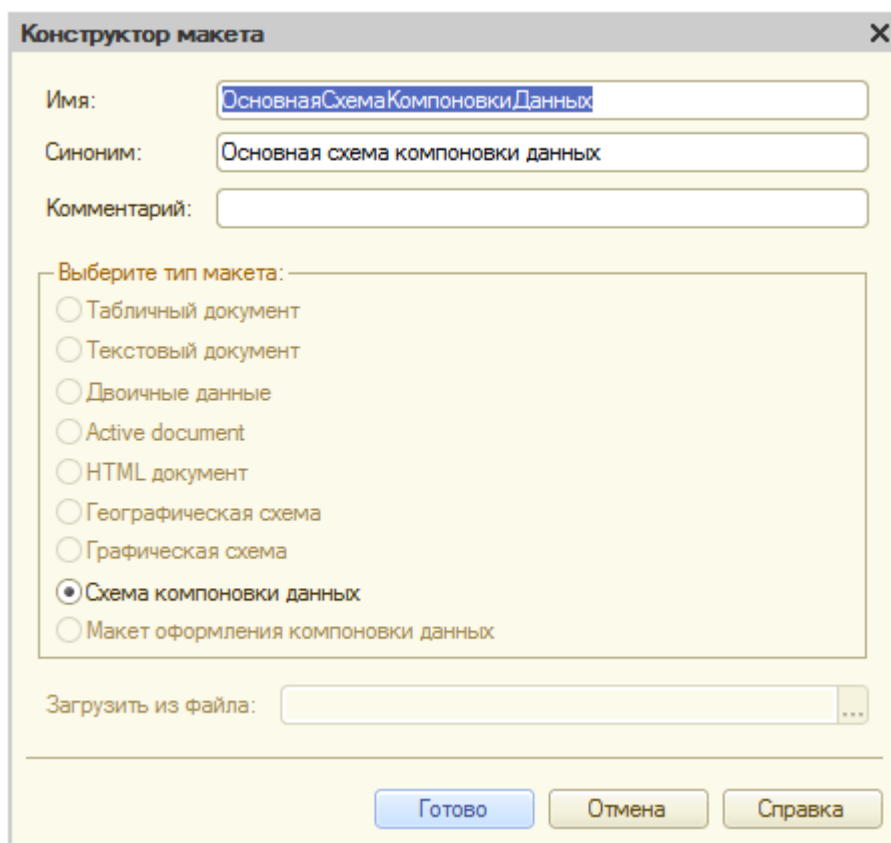 Конструктор макета
Имя: ОсновнаяСхемаКомпоновкиДанных
Синоним: Основная схема компоновки данных
Комментарий:
Выберите тип макета:
Табличный документ
Текстовый документ
Двоичные данные
Active document
HTML документ
Географическая схема
Графическая схема
Схема компоновки данных
Макет оформления компоновки данных
Загрузить из файла: ...
Готово Отмена Справка